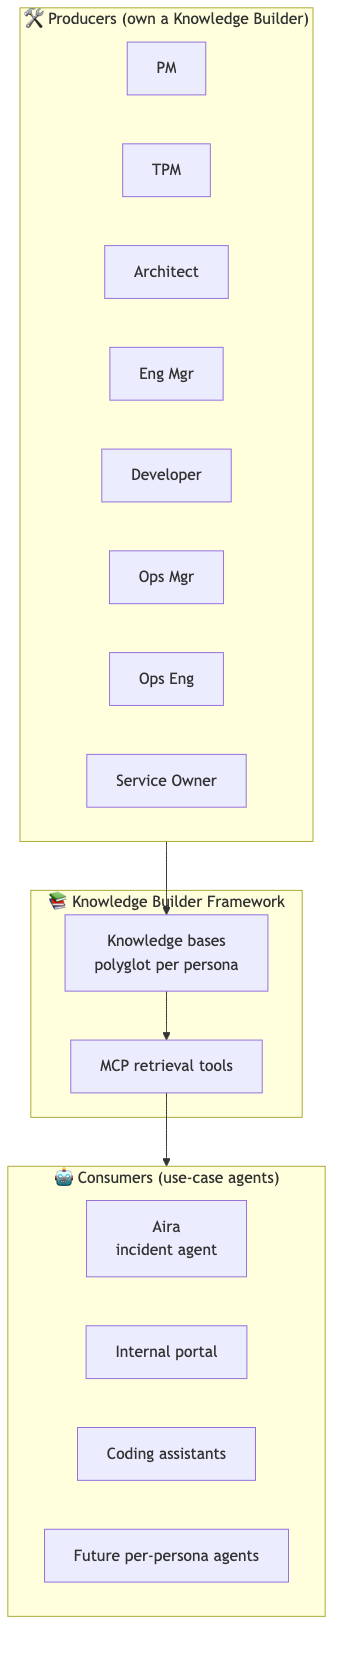 🛠️ Producers (own a Knowledge Builder)
PM
TPM
Architect
Eng Mgr
Developer
Ops Mgr
Ops Eng
Service Owner
📚 Knowledge Builder Framework
Knowledge bases
polyglot per persona
MCP retrieval tools
🤖 Consumers (use-case agents)
Aira
incident agent
Internal portal
Coding assistants
Future per-persona agents